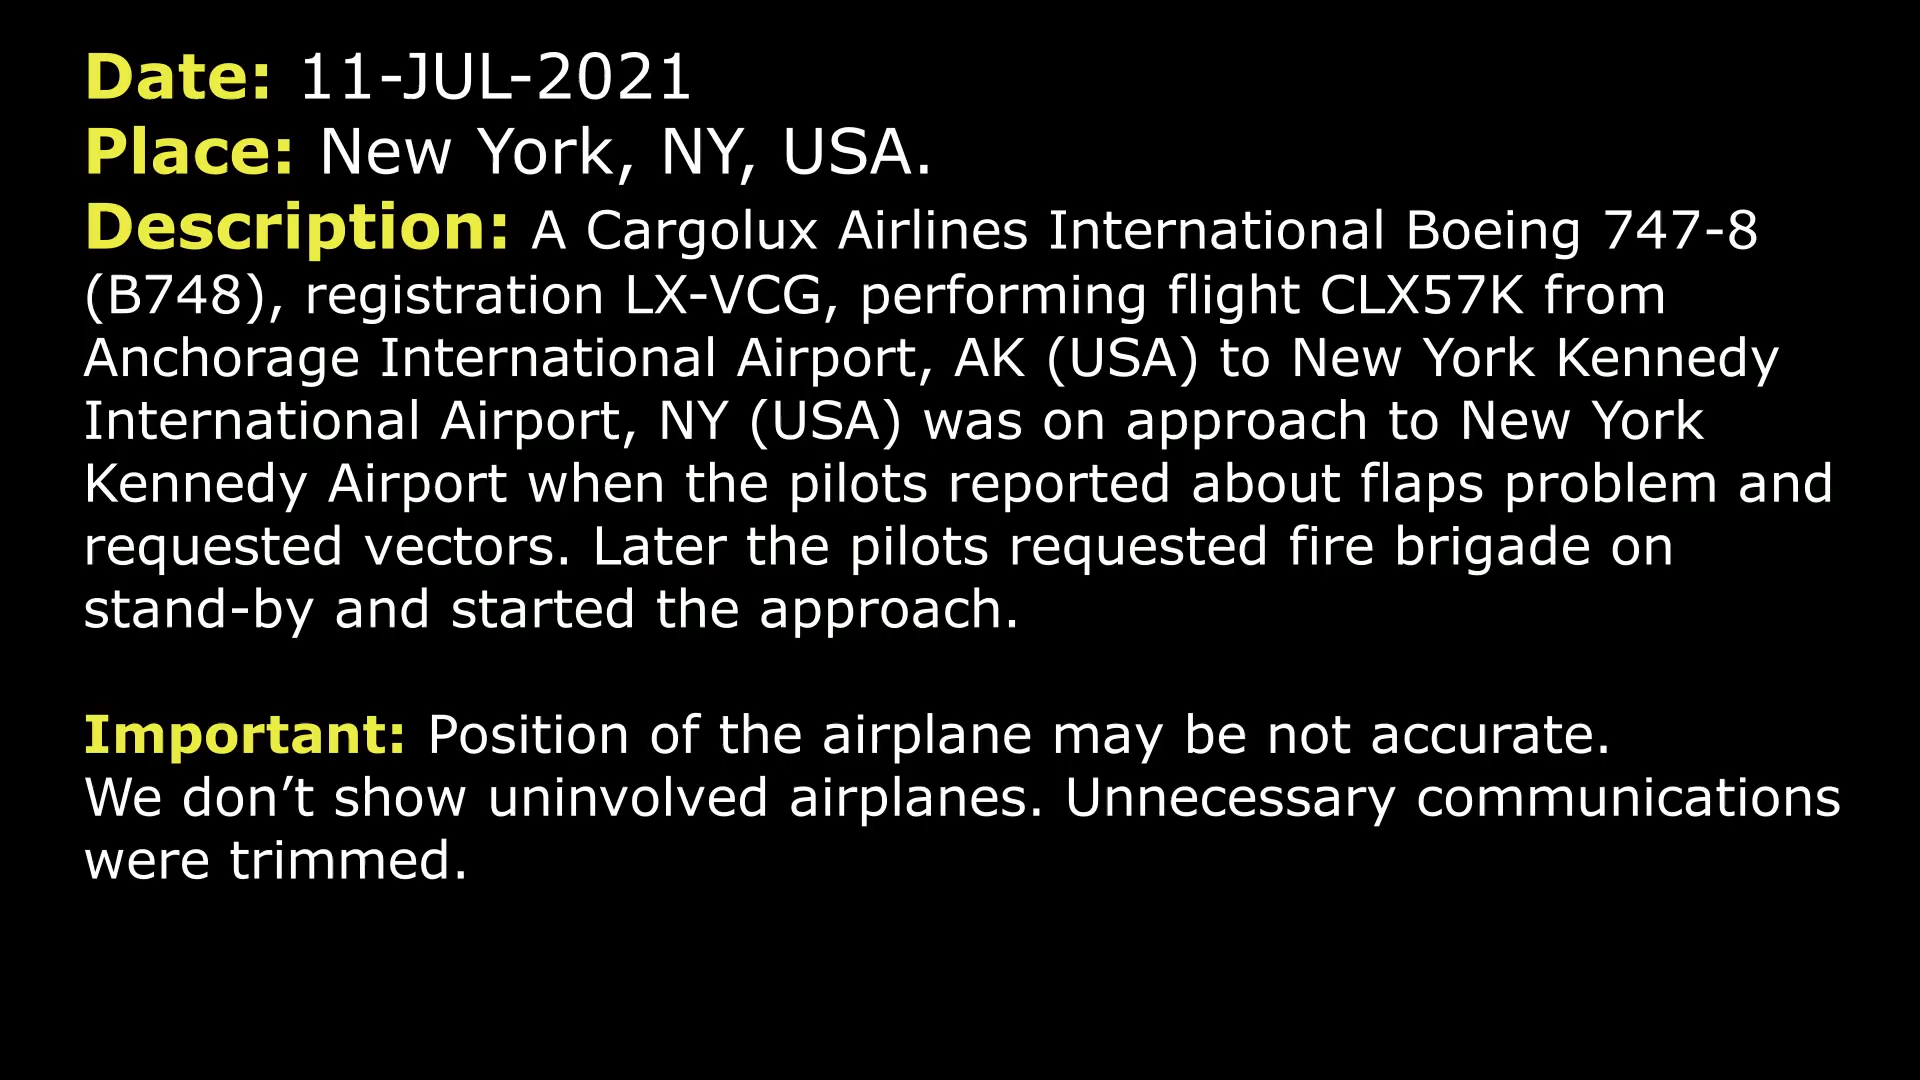 Date: 11-JUL-2021
Place: New York, NY, USA.
Description: A Cargolux Airlines International Boeing 747-8
(B748), registration LX-VCG, performing flight CLX57K from
Anchorage International Airport, AK (USA) to New York Kennedy
International Airport, NY (USA) was on approach to New York
Kennedy Airport when the pilots reported about flaps problem and
requested vectors. Later the pilots requested fire brigade on
stand-by and started the approach.
Important: Position of the airplane may be not accurate.
We don’t show uninvolved airplanes. Unnecessary communications
were trimmed.